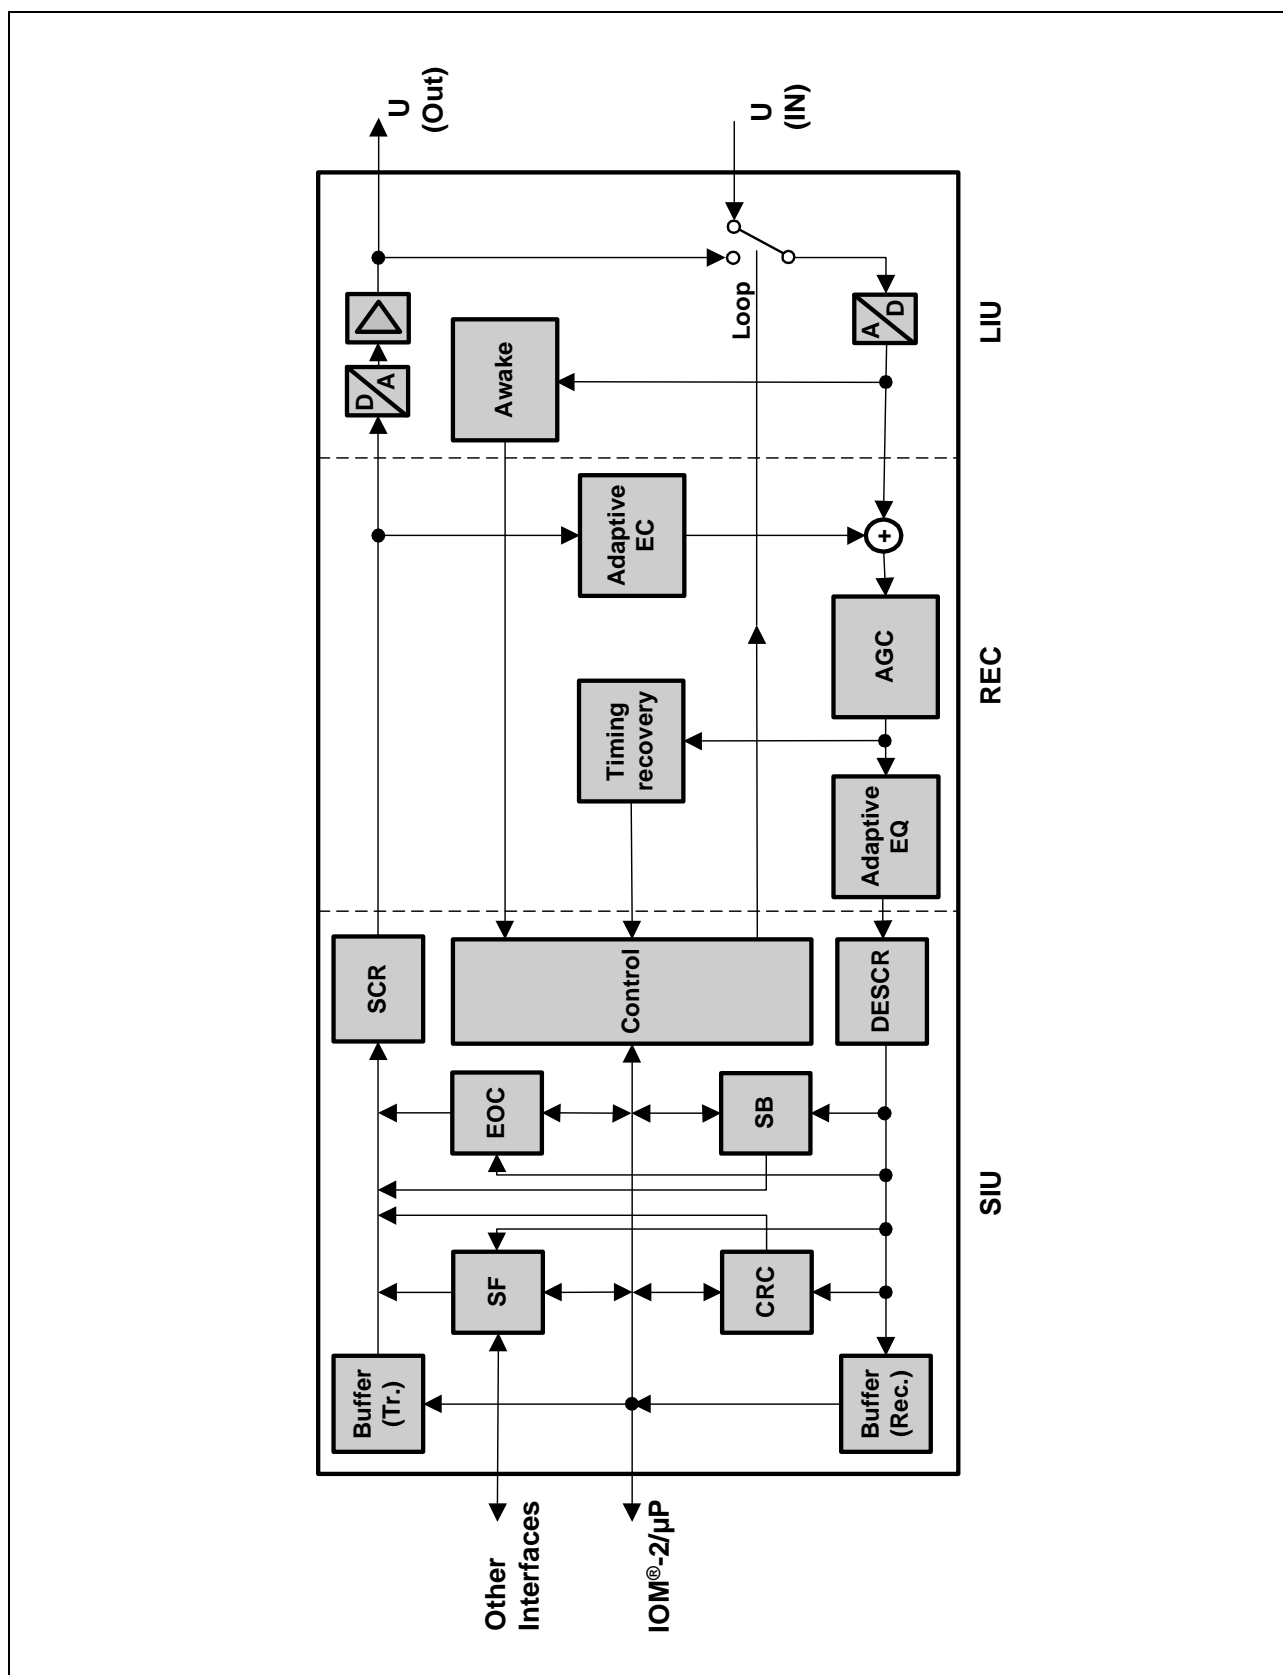 Other
Interfaces
IOM®-2/µP
Buffer
(Tr.)
SF
EOC
SCR
Control
CRC
SB
Buffer
(Rec.)
DESCR
SIU
Timing
recovery
Adaptive
EC
Adaptive
EQ
AGC
+
REC
Awake
D
A
Loop
A
D
LIU
U
(Out)
U
(IN)